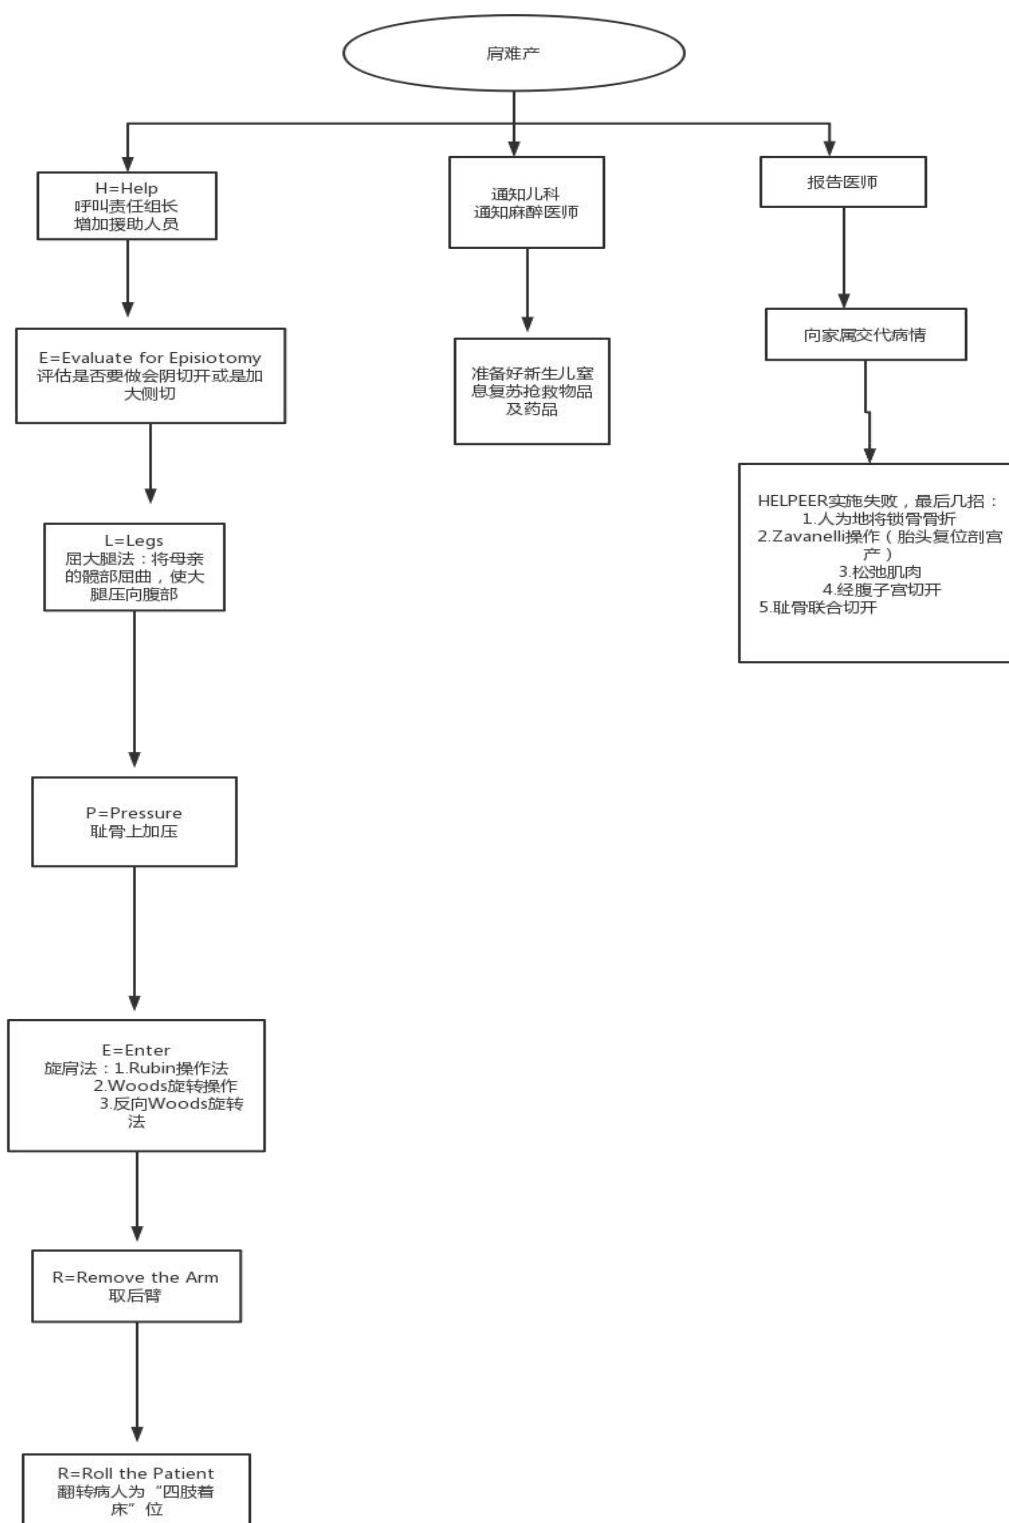 肩难产
H=Help
呼叫责任组长
增加援助人员
通知儿科
通知麻醉医师
报告医师
E=Evaluate for Episiotomy
评估是否要做会阴切开或是加
大侧切
准备好新生儿窒
息复苏抢救物品
及药品
向家属交代病情
L=Legs
屈大腿法：将母亲
的髋部屈曲，使大
腿压向腹部
HELPEER实施失败，最后几招：
1.人为地将锁骨骨折
2.Zavanelli操作（胎头复位剖宫
产）
3.松弛肌肉
4.经腹子宫切开
5.耻骨联合切开
P=Pressure
耻骨上加压
E=Enter
旋肩法：1.Rubin操作法
2.Woods旋转操作
3.反向Woods旋转
法
R=Remove the Arm
取后臂
R=Roll the Patient
翻转病人为“四肢着
床”位